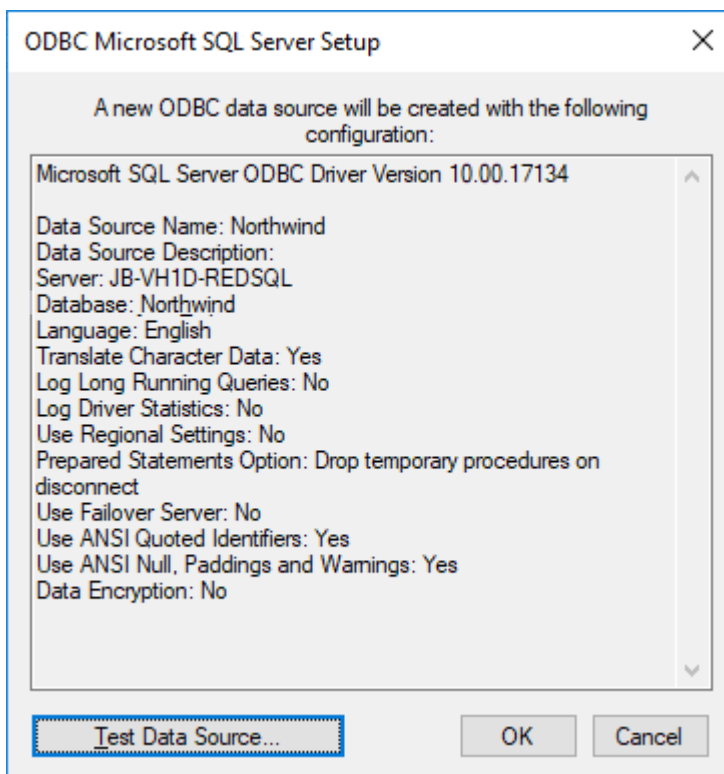 ODBC Microsoft SQL Server Setup
A new ODBC data source will be created with the following
configuration:
Microsoft SQL Server ODBC Driver Version 10.00.17134
Data Source Name: Northwind
Data Source Description:
Server: JB-VH1D-REDSQL
Database: Northwind
Language: English
Translate Character Data: Yes
Log Long Running Queries: No
Log Driver Statistics: No
Use Regional Settings: No
Prepared Statements Option: Drop temporary procedures on
disconnect
Use Failover Server: No
Use ANSI Quoted Identifiers: Yes
Use ANSI Null, Paddings and Warnings: Yes
Data Encryption: No
Test Data Source...
OK
Cancel